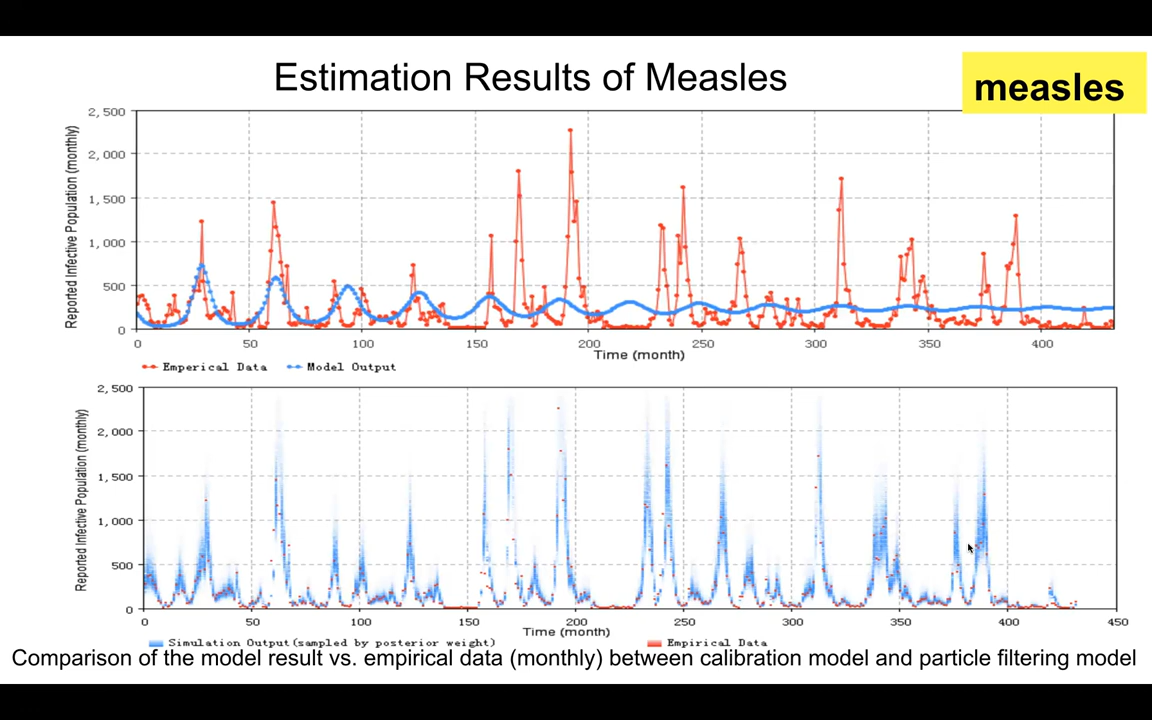 Estimation Results of Measles
measles
Reported Infective Population (monthly)
2,500
2,000
1,500
1,000
500
0
0 50 100 150 200 250 300 350 400
Time (month)
Emperical Data Model Output
Reported Infective Population (monthly)
2,500
2,000
1,500
1,000
500
0
0 50 100 150 200 250 300 350 400 450
Time (month)
Simulation Output(sampled by posterior weight) Empirical Data
Comparison of the model result vs. empirical data (monthly) between calibration model and particle filtering model